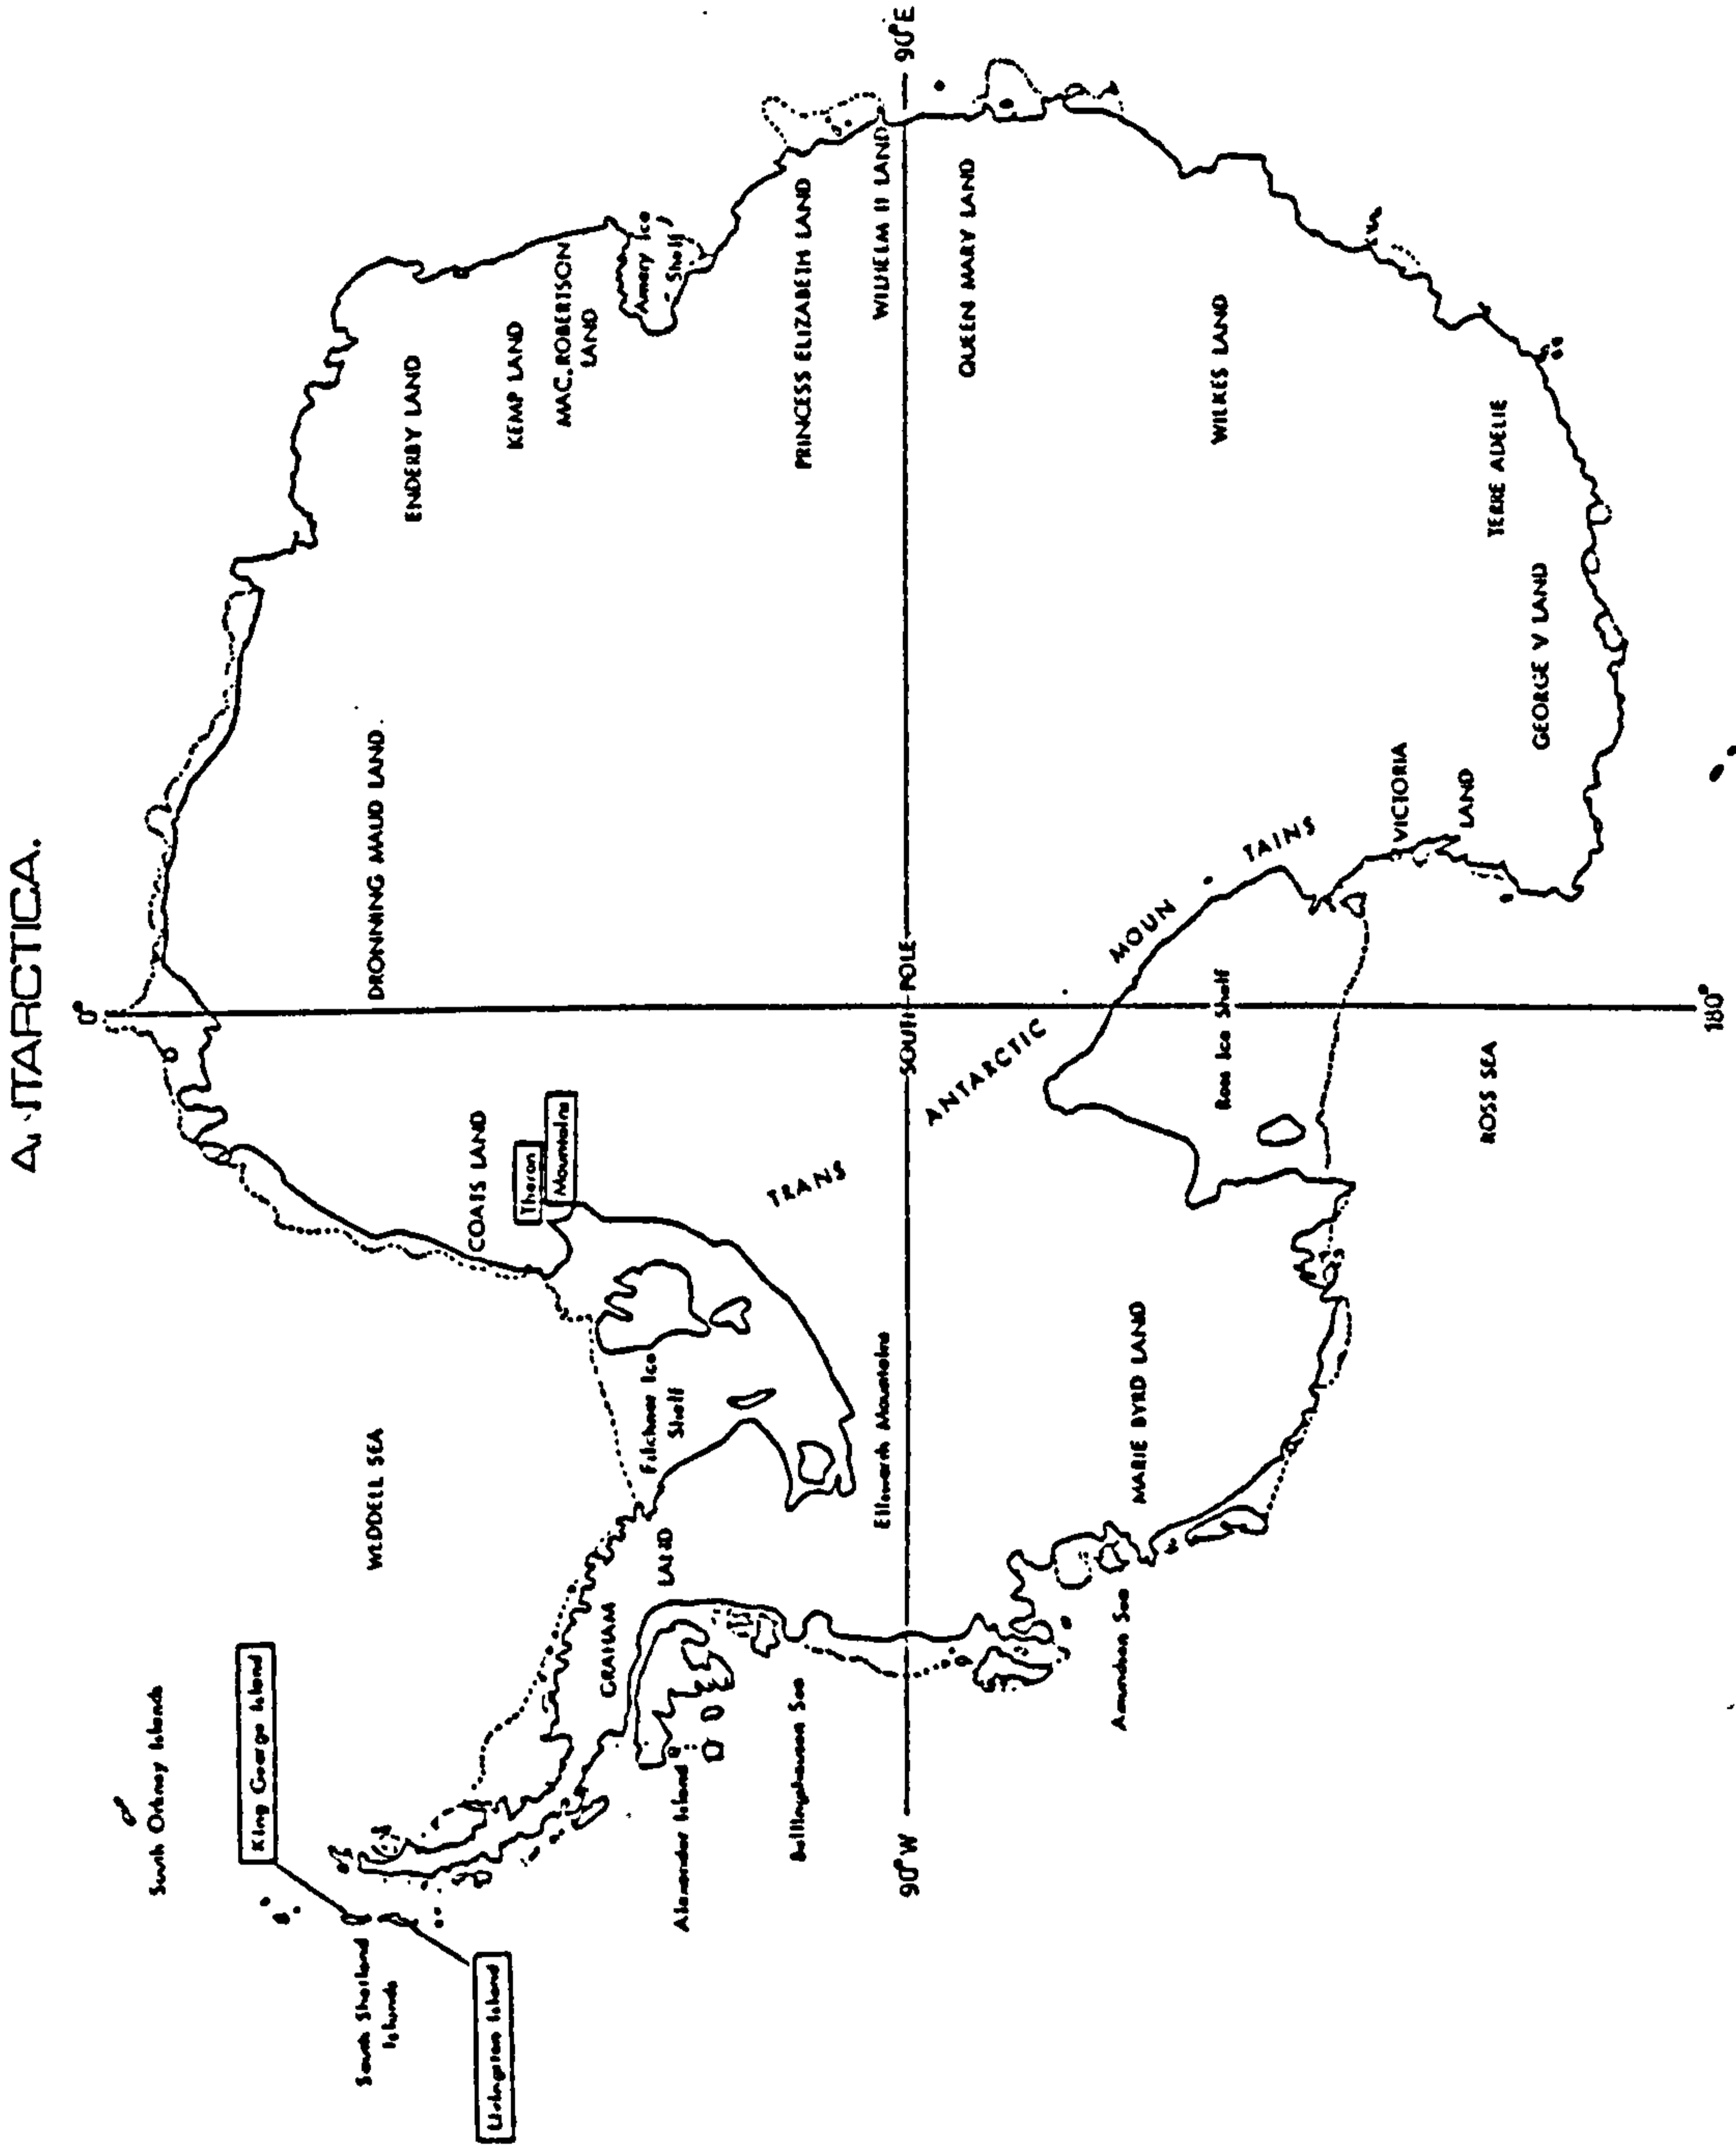 ANTARCTICA.
0°
DRONNING MAUD LAND
ENDERBY LAND
KEMP LAND
MAC. ROBERTSON
LAND
Amery Ice
Shelf
PRINCESS ELIZABETH LAND
WILHELM II LAND
90°E
QUEEN MARY LAND
WILKES LAND
TERRE ADELIE
GEORGE V LAND
VICTORIA
LAND
TRANS
ANTARCTIC
MOUN
TAINS
SOUTH POLE
Ross Ice Shelf
ROSS SEA
180°
MARIE BYRD LAND
Amundsen Sea
Ellsworth Mountains
90°W
Bellingshausen Sea
Alexander Island
GRAHAM
LAND
Filchner Ice
Shelf
WEDDELL SEA
COATS LAND
Theron
Mountains
South Orkney Islands
King George Island
South Shetland
Islands
Livingston Island